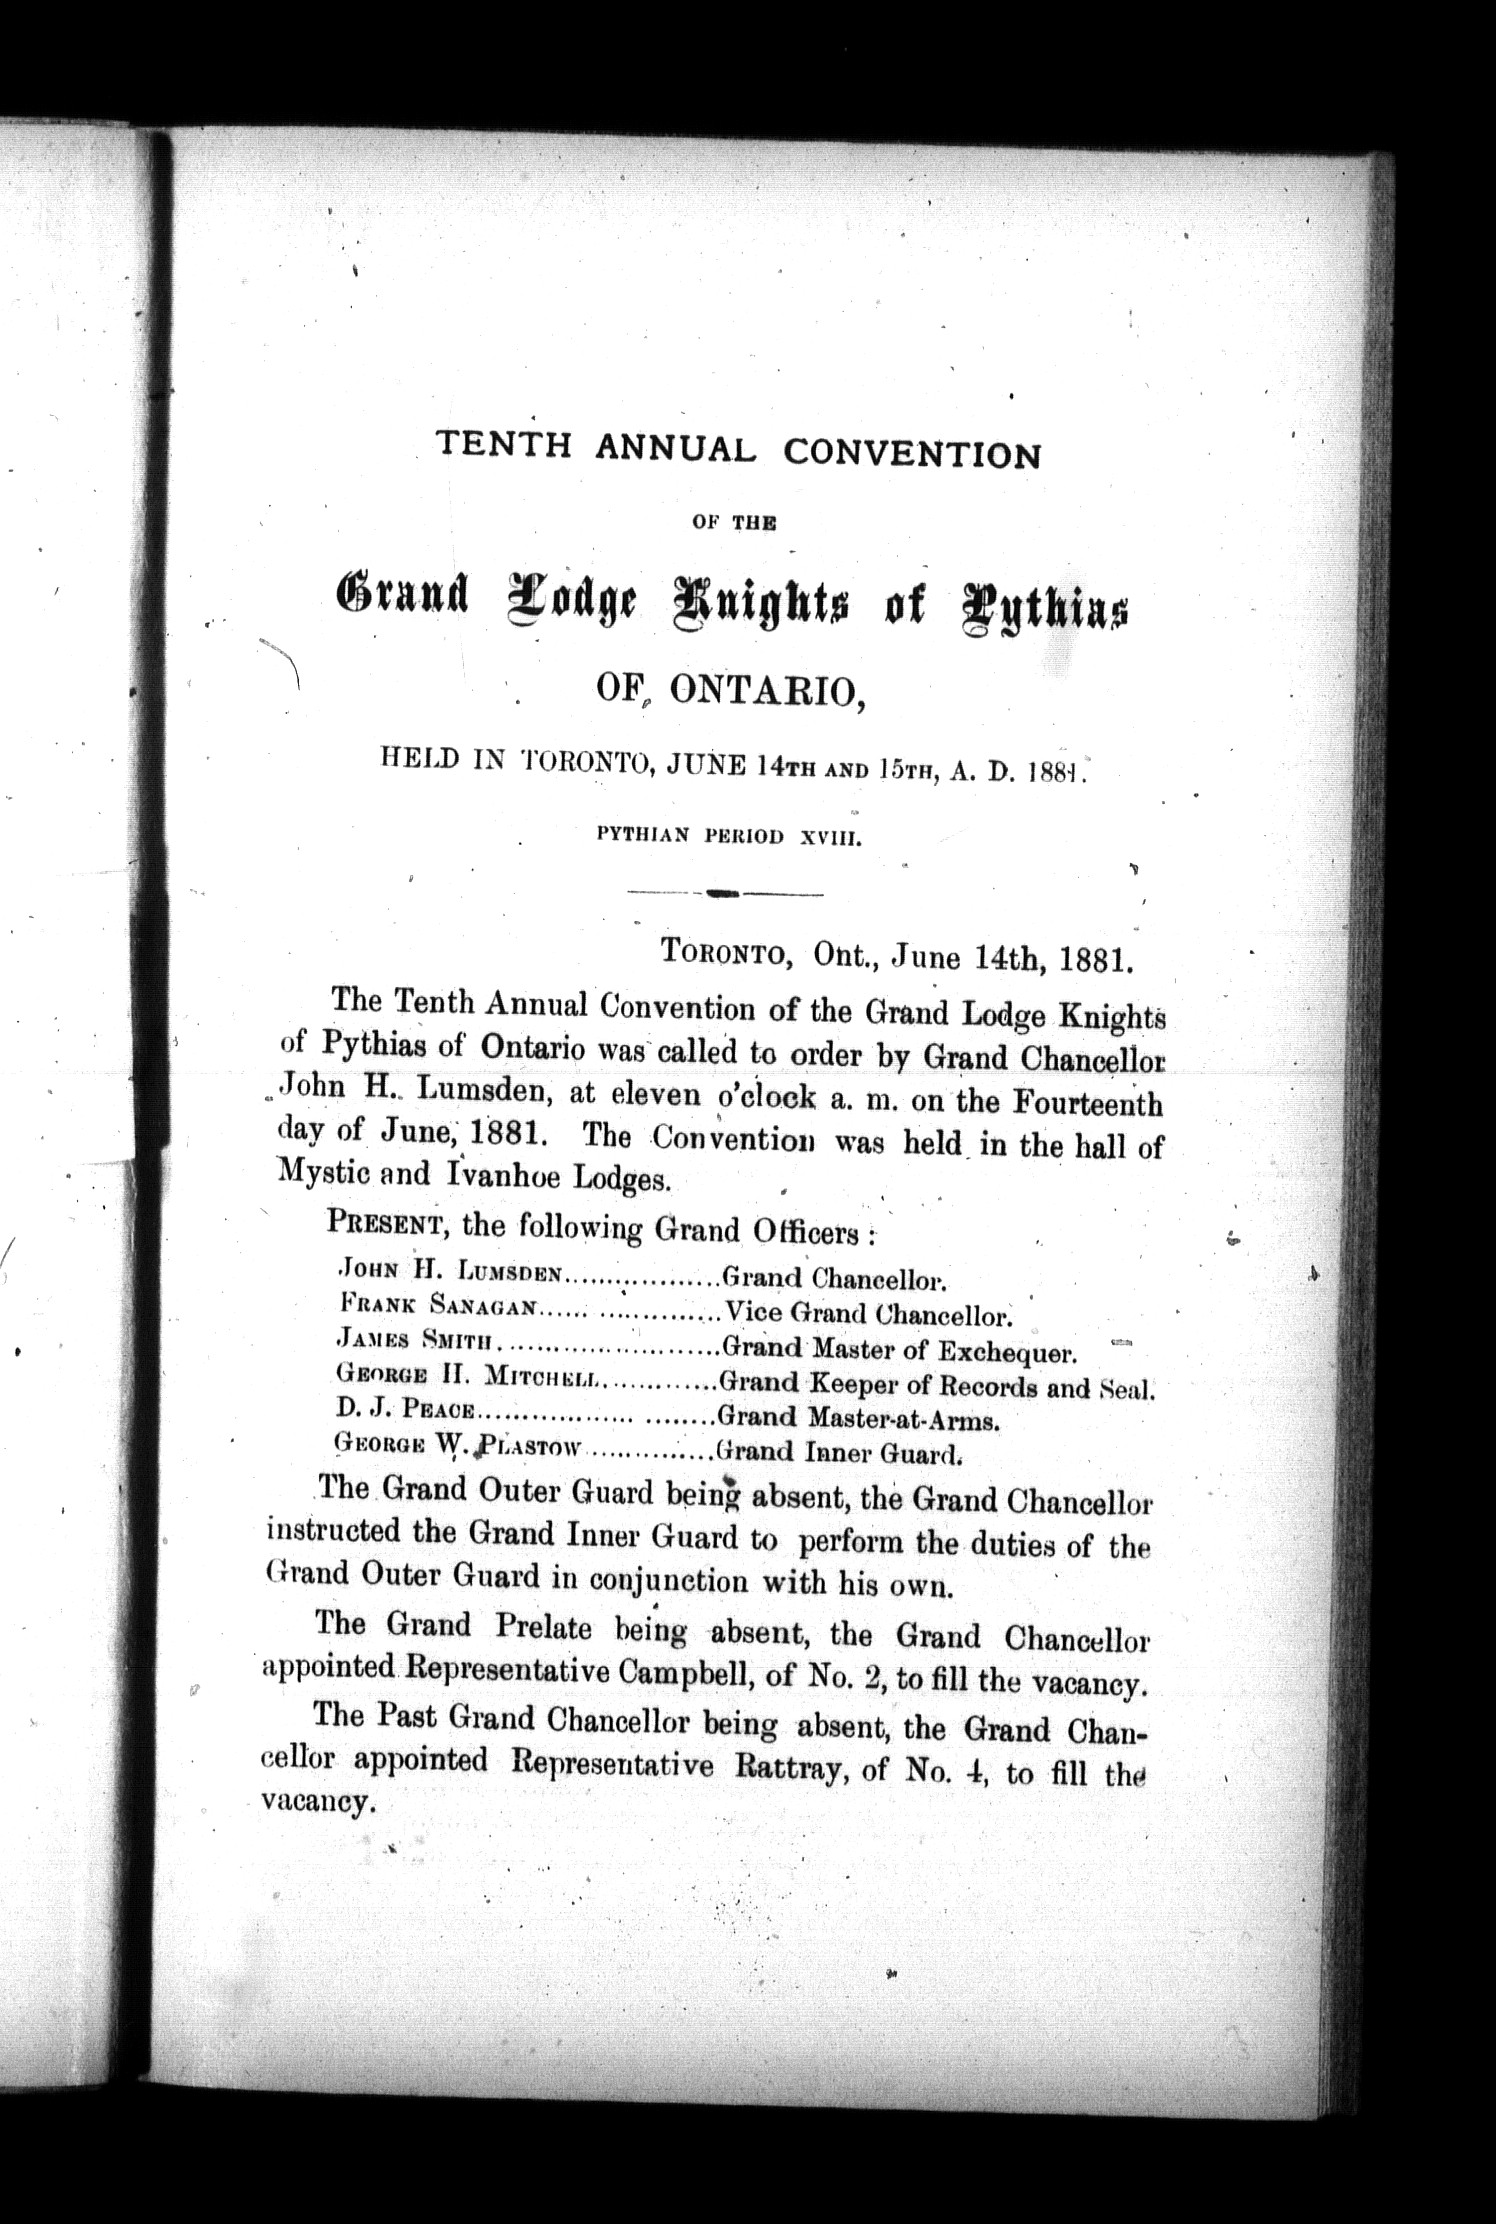 TENTH ANNUAL CONVENTION
OF THE
Grand Lodge Knights of Pythias
OF ONTARIO,
HELD IN TORONTO, JUNE 14TH AND 15TH, A. D. 1881.
PYTHIAN PERIOD XVIII.
TORONTO, Ont., June 14th, 1881.
The Tenth Annual Convention of the Grand Lodge Knights
of Pythias of Ontario was called to order by Grand Chancellor
John H. Lumsden, at eleven o'clock a. m. on the Fourteenth
day of June, 1881. The Convention was held in the hall of
Mystic and Ivanhoe Lodges.
PRESENT, the following Grand Officers :
JOHN H. LUMSDEN..................Grand Chancellor.
FRANK SANAGAN...... ..............Vice Grand Chancellor.
JAMES SMITH..........................Grand Master of Exchequer.
GEORGE H. MITCHELL.............Grand Keeper of Records and Seal.
D. J. PEACE.................. ........Grand Master-at-Arms.
GEORGE W. PLASTOW...............Grand Inner Guard.
The Grand Outer Guard being absent, the Grand Chancellor
instructed the Grand Inner Guard to perform the duties of the
Grand Outer Guard in conjunction with his own.
The Grand Prelate being absent, the Grand Chancellor
appointed Representative Campbell, of No. 2, to fill the vacancy.
The Past Grand Chancellor being absent, the Grand Chan-
cellor appointed Representative Rattray, of No. 4, to fill the
vacancy.